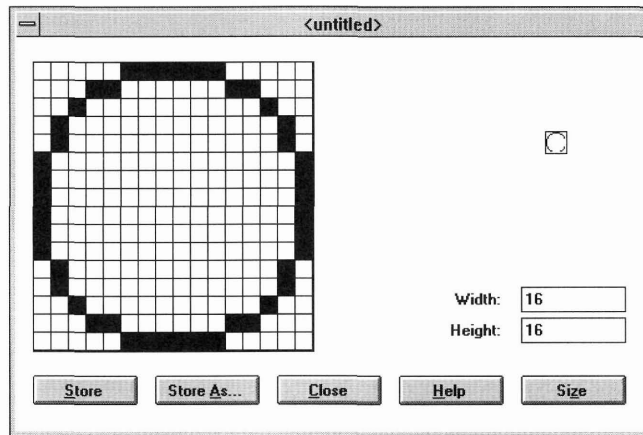 <untitled>
Width: 16
Height: 16
Store Store As... Close Help Size